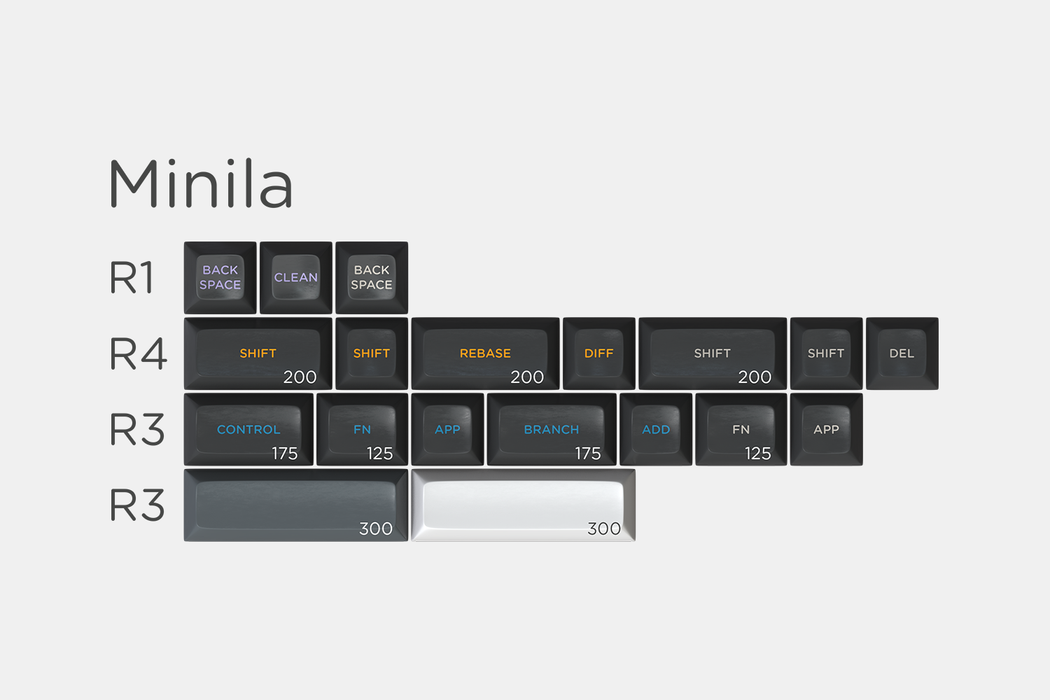 Minila
R1
BACK SPACE
CLEAN
BACK SPACE
R4
SHIFT
200
SHIFT
REBASE
200
DIFF
SHIFT
200
SHIFT
DEL
R3
CONTROL
175
FN
125
APP
BRANCH
175
ADD
FN
125
APP
R3
300
300